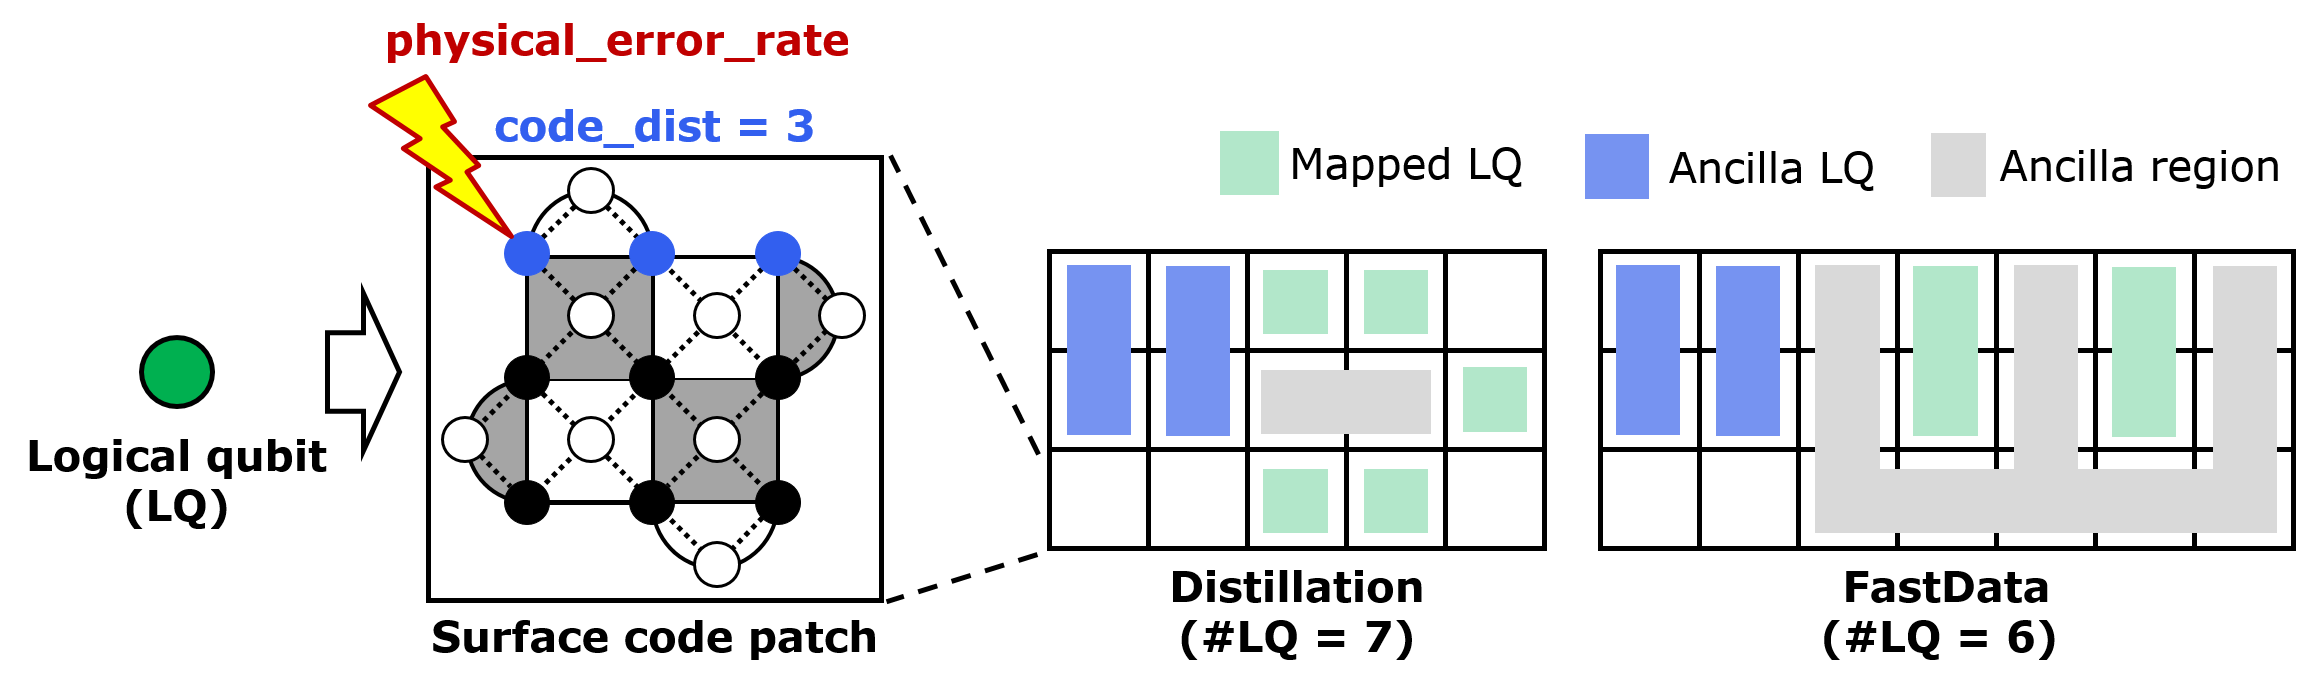 physical_error_rate
code_dist = 3
Mapped LQ
Ancilla LQ
Ancilla region
Logical qubit
(LQ)
Surface code patch
Distillation
(#LQ = 7)
FastData
(#LQ = 6)